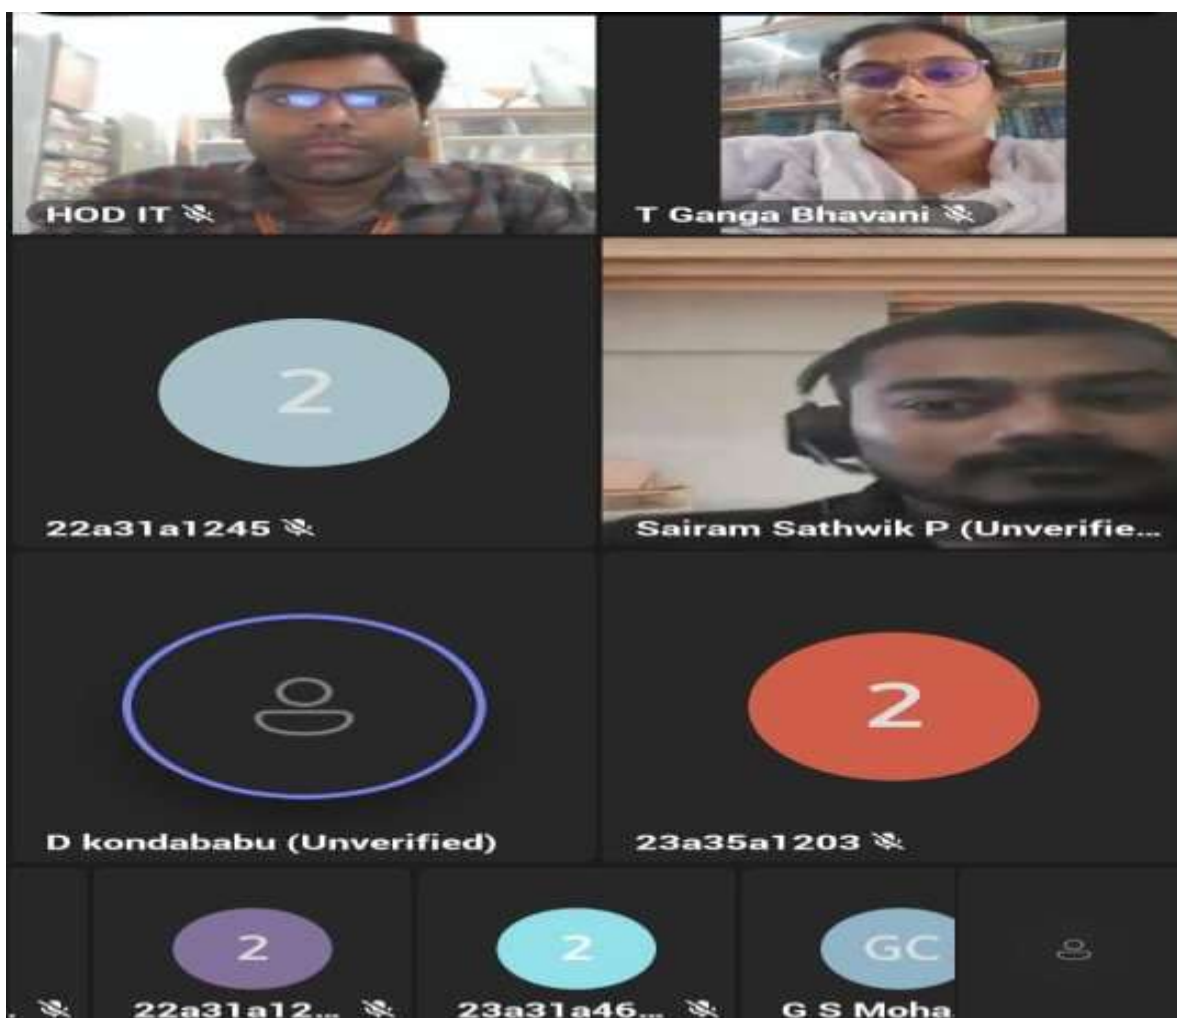 HOD IT
T Ganga Bhavani
2
22a31a1245
Sairam Sathwik P (Unverifie...
D kondababu (Unverified)
2
23a35a1203
2
22a31a12...
2
23a31a46...
GC
G S Moha